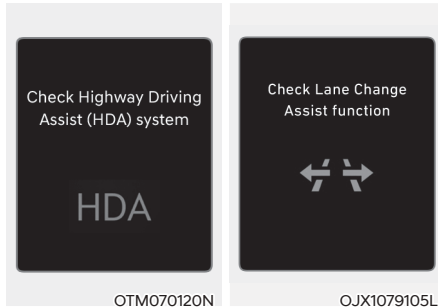 Check Highway Driving
Assist (HDA) system
HDA
OTM070120N
Check Lane Change
Assist function
OJX1079105L